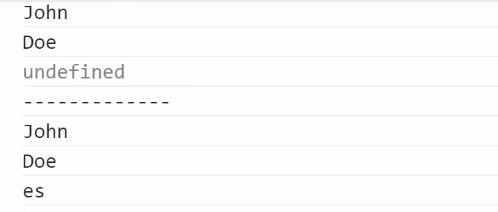 John
Doe
undefined
-------------
John
Doe
es